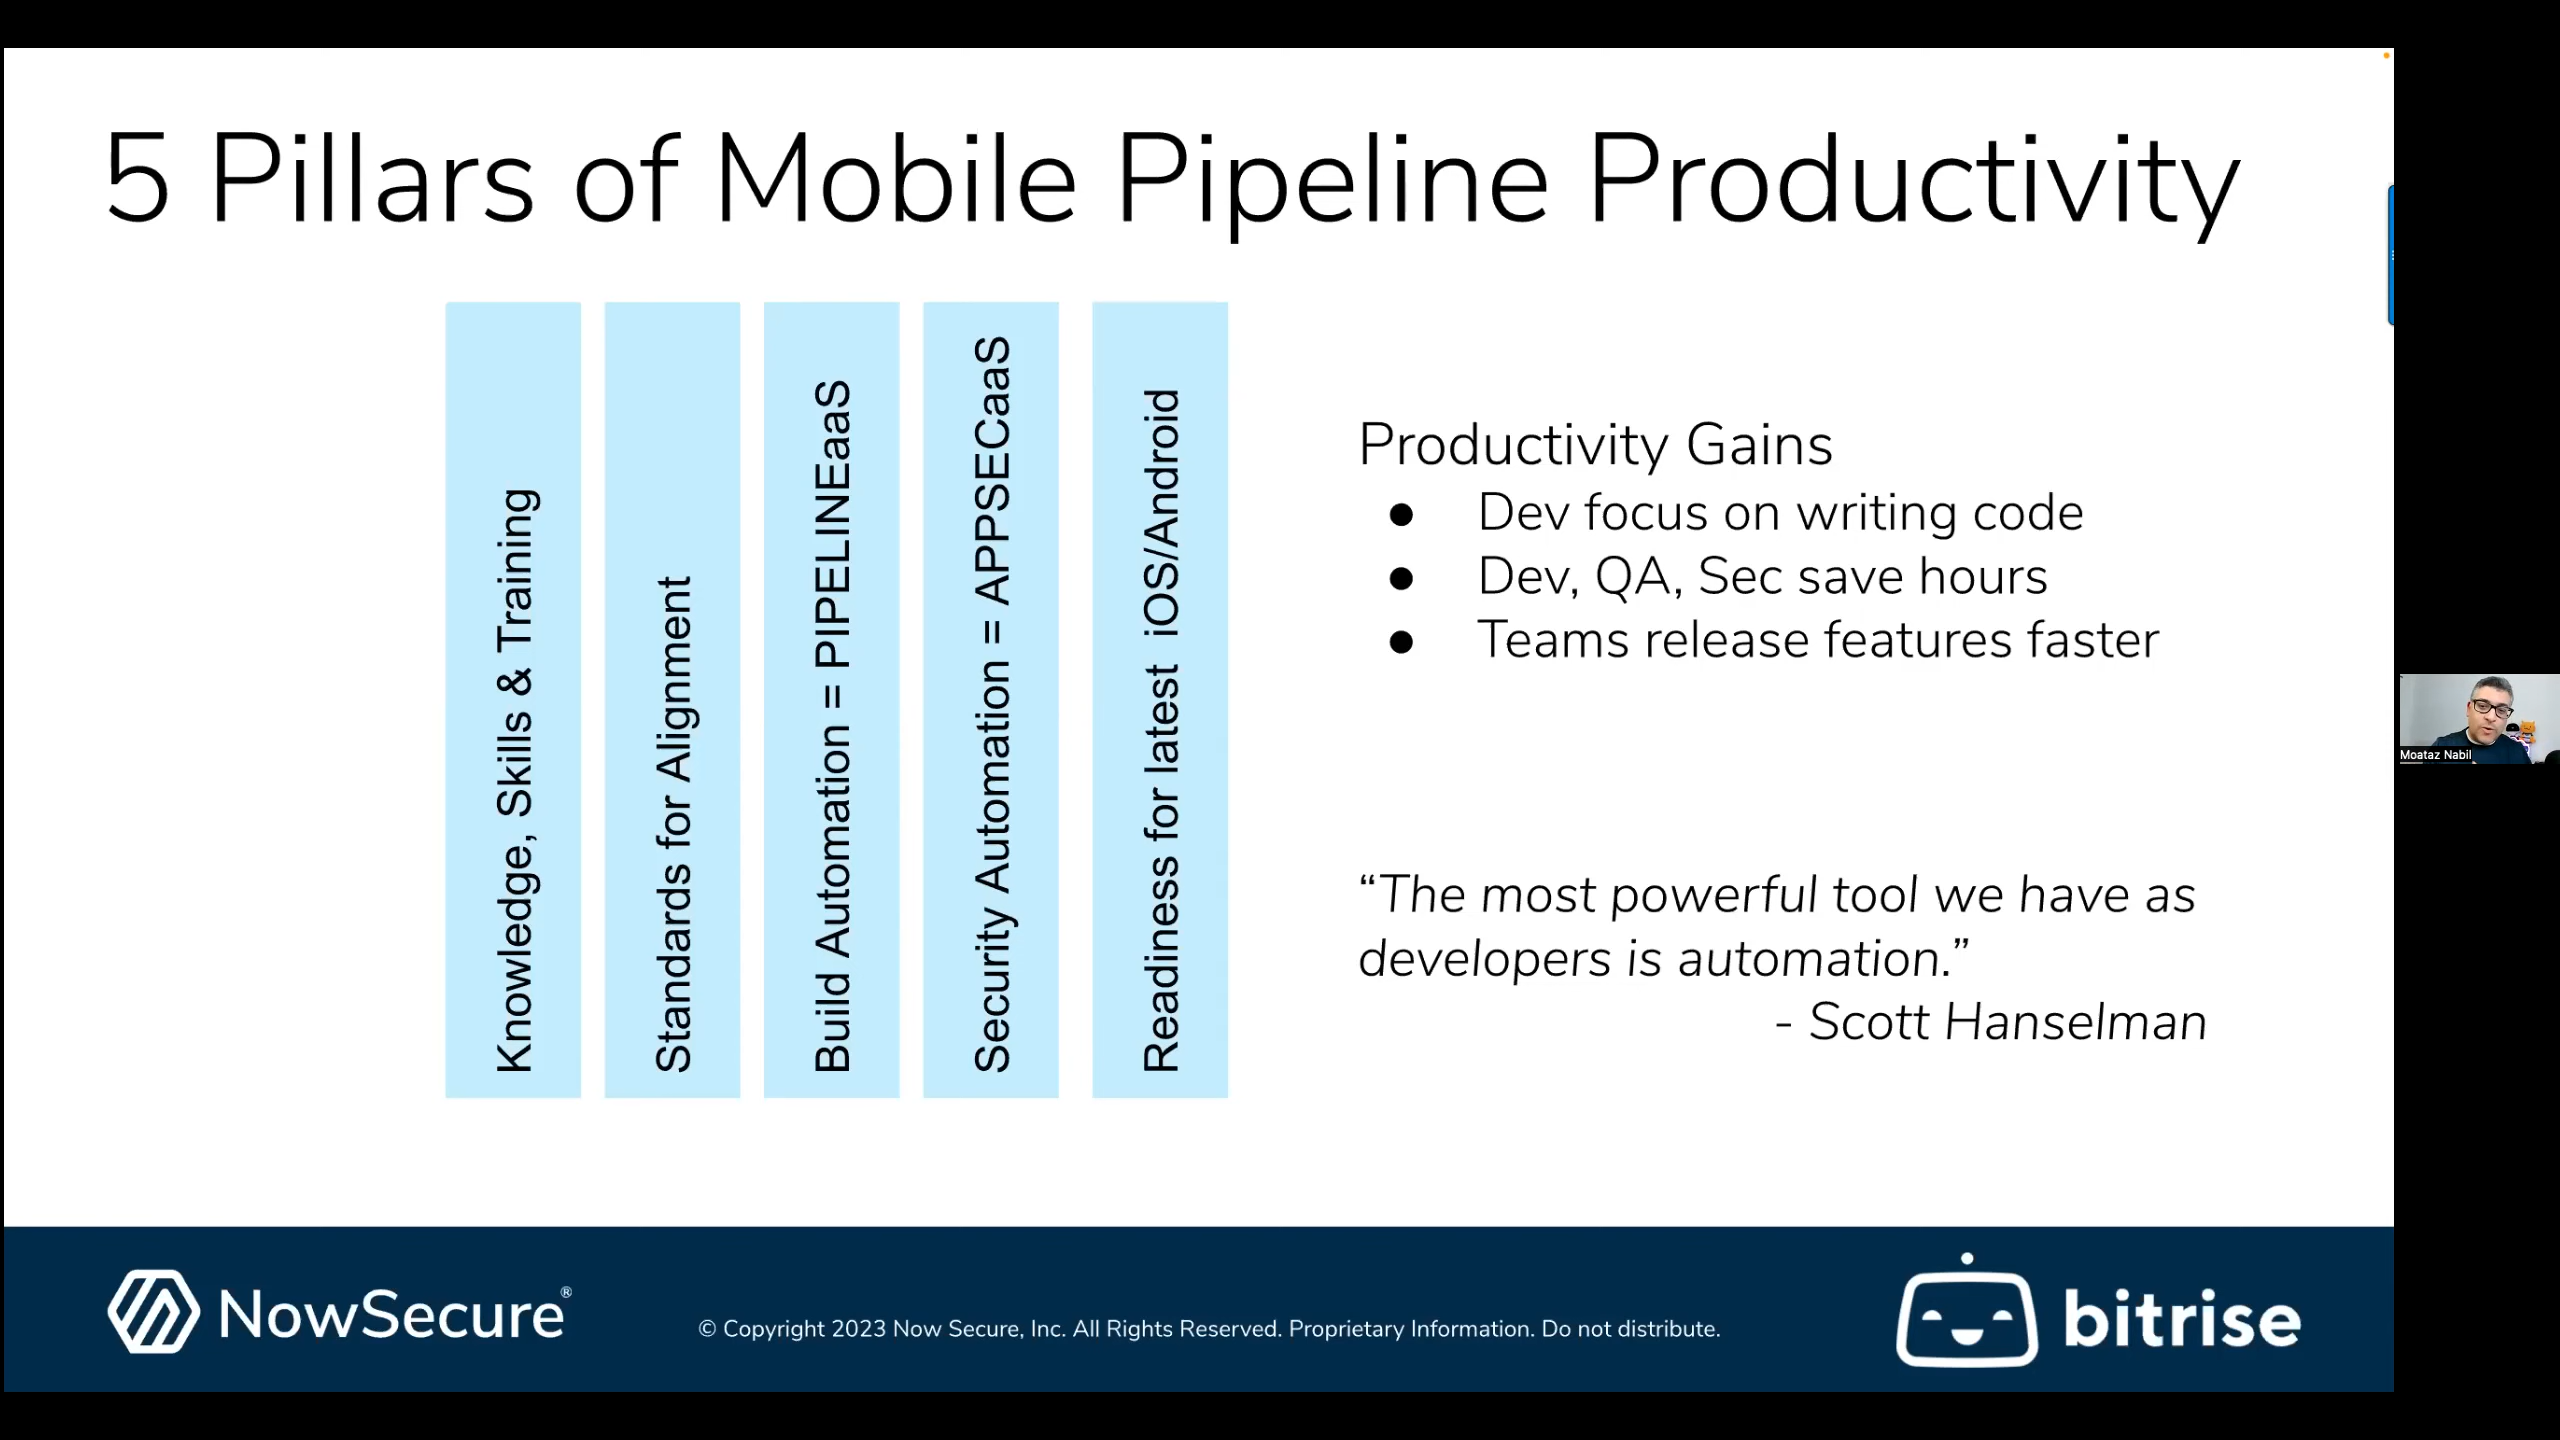 5 Pillars of Mobile Pipeline Productivity
Knowledge, Skills & Training
Standards for Alignment
Build Automation = PIPELINEaaS
Security Automation = APPSECaaS
Readiness for latest iOS/Android
Productivity Gains
● Dev focus on writing code
● Dev, QA, Sec save hours
● Teams release features faster
“The most powerful tool we have as
developers is automation.”
- Scott Hanselman
Moataz Nabil
NowSecure®
© Copyright 2023 Now Secure, Inc. All Rights Reserved. Proprietary Information. Do not distribute.
bitrise